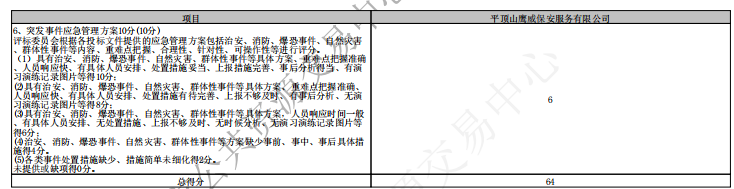 项目 平顶山鹰威保安服务有限公司
6、突发事件应急管理方案10分(10分)
评标委员会根据各投标文件提供的应急管理方案包括治安、消防、爆恐事件、自然灾害
、群体性事件等内容、重难点把握、合理性、针对性、可操作性等进行评分。
(1) 具有治安、消防、爆恐事件、自然灾害、群体性事件等具体方案、重难点把握准确
、人员响应快、有具体人员安排、处置措施妥当、上报措施完善、事后分析得当、有演
习演练记录图片等得10分;
(2)具有治安、消防、爆恐事件、自然灾害、群体性事件等具体方案、重难点把握准确、
人员响应快、有具体人员安排、处置措施有待完善、上报不够及时、有事后分析、无演
习演练记录图片等得8分;
(3)具有治安、消防、爆恐事件、自然灾害、群体性事件等具体方案、人员响应时间一般
、有具体人员安排、无处置措施、上报不够及时、无时候分析、无演习演练记录图片等
得6分;
(4)治安、消防、爆恐事件、自然灾害、群体性事件等方案缺少事前、事中、事后具体措
施得4分。
(5)各类事件处置措施缺少、措施简单未细化得2分。
未提供或缺项得0分。
6
总得分 64
公共资源交易中心
源交易中心